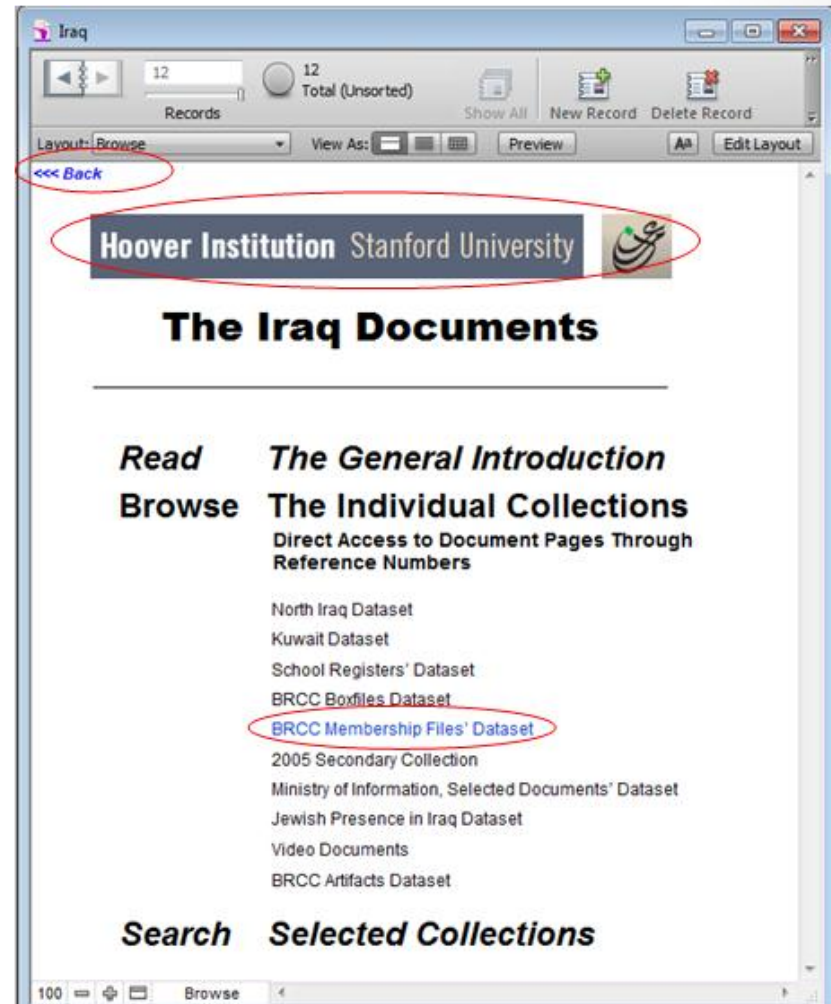 Iraq
12
12
Total (Unsorted)
Records
Show All
New Record
Delete Record
Layout: Browse
View As:
Preview
Aa
Edit Layout
<<< Back
Hoover Institution Stanford University
The Iraq Documents
Read The General Introduction
Browse The Individual Collections
Direct Access to Document Pages Through
Reference Numbers
North Iraq Dataset
Kuwait Dataset
School Registers' Dataset
BRCC Boxfiles Dataset
BRCC Membership Files' Dataset
2005 Secondary Collection
Ministry of Information, Selected Documents' Dataset
Jewish Presence in Iraq Dataset
Video Documents
BRCC Artifacts Dataset
Search Selected Collections
100
Browse